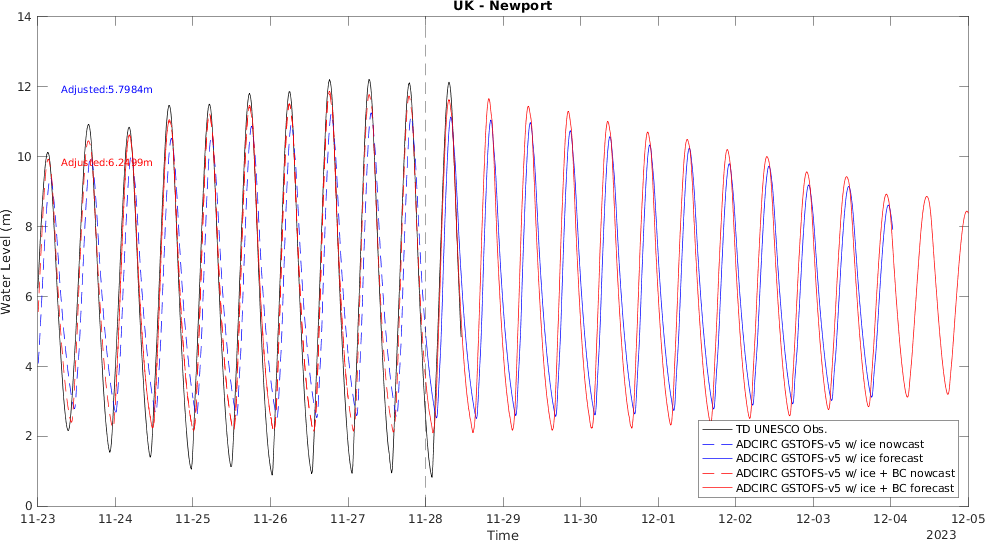 UK - Newport
Water Level (m)
14
12
10
8
6
4
2
0
Adjusted:5.7984m
Adjusted:6.2499m
TD UNESCO Obs.
ADCIRC GSTOFS-v5 w/ ice nowcast
ADCIRC GSTOFS-v5 w/ ice forecast
ADCIRC GSTOFS-v5 w/ ice + BC nowcast
ADCIRC GSTOFS-v5 w/ ice + BC forecast
11-23 11-24 11-25 11-26 11-27 11-28 11-29 11-30 12-01 12-02 12-03 12-04 12-05
Time
2023